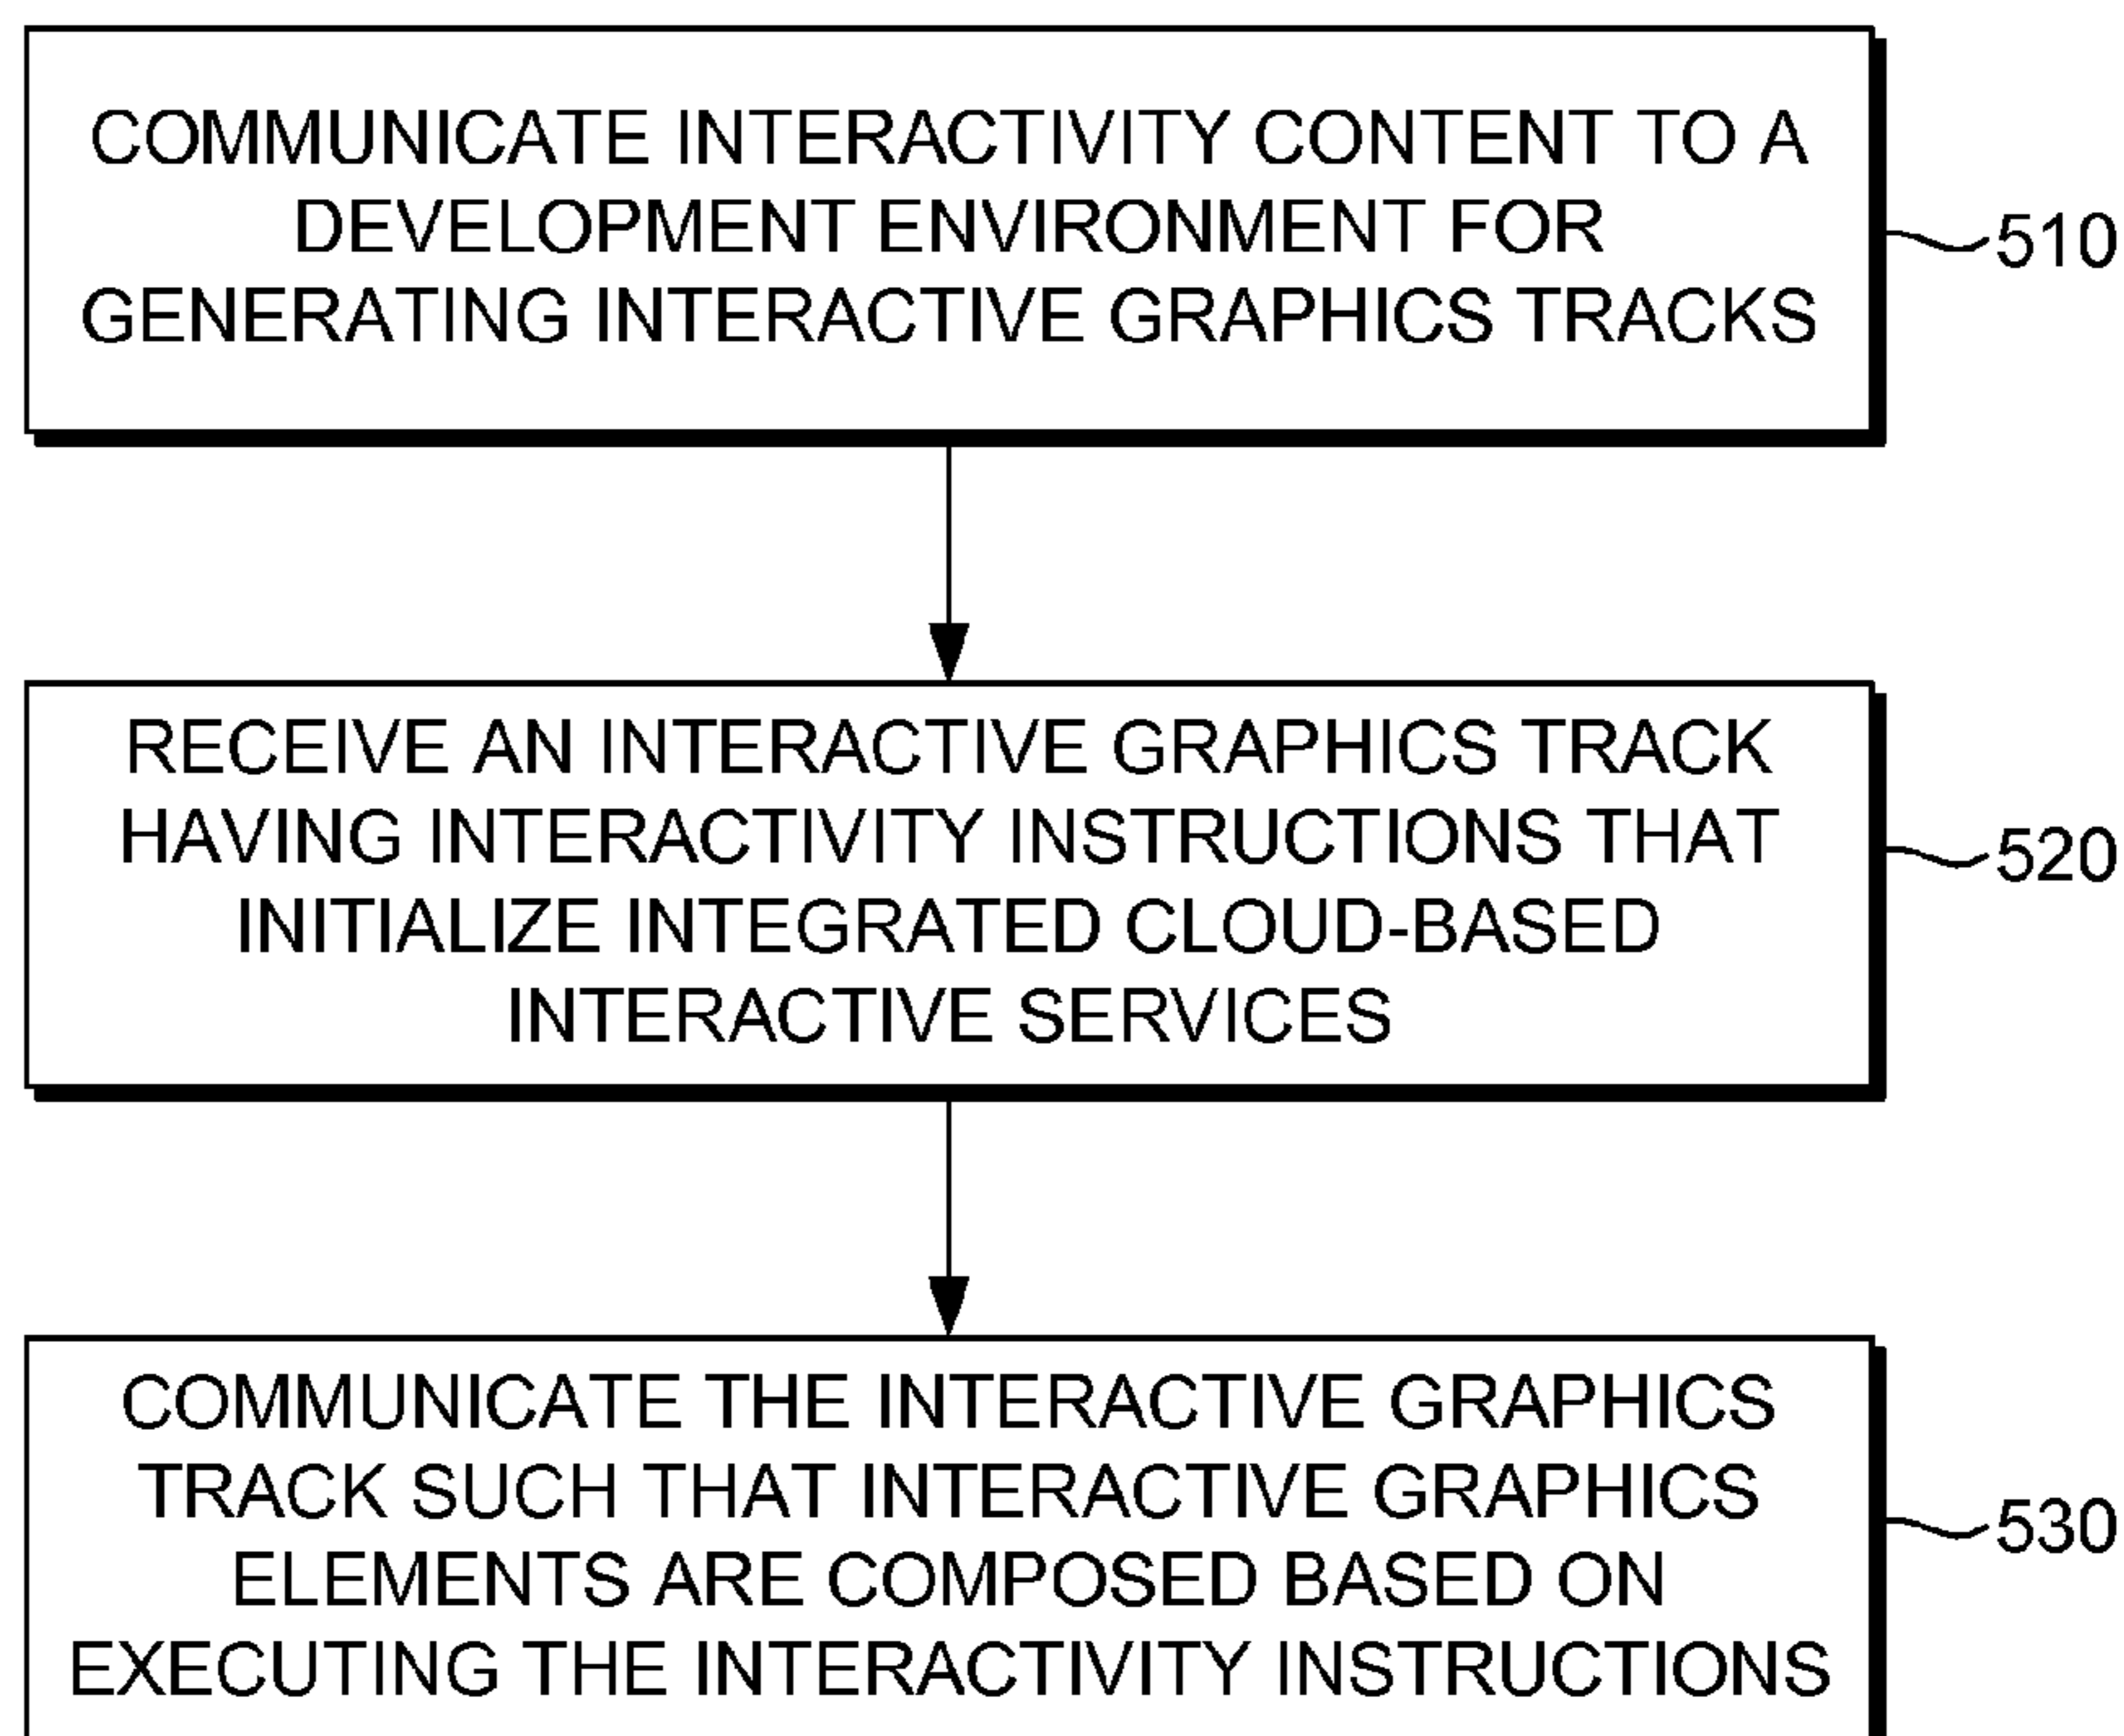 COMMUNICATE INTERACTIVITY CONTENT TO A
DEVELOPMENT ENVIRONMENT FOR
GENERATING INTERACTIVE GRAPHICS TRACKS
510
RECEIVE AN INTERACTIVE GRAPHICS TRACK
HAVING INTERACTIVITY INSTRUCTIONS THAT
INITIALIZE INTEGRATED CLOUD-BASED
INTERACTIVE SERVICES
520
COMMUNICATE THE INTERACTIVE GRAPHICS
TRACK SUCH THAT INTERACTIVE GRAPHICS
ELEMENTS ARE COMPOSED BASED ON
EXECUTING THE INTERACTIVITY INSTRUCTIONS
530